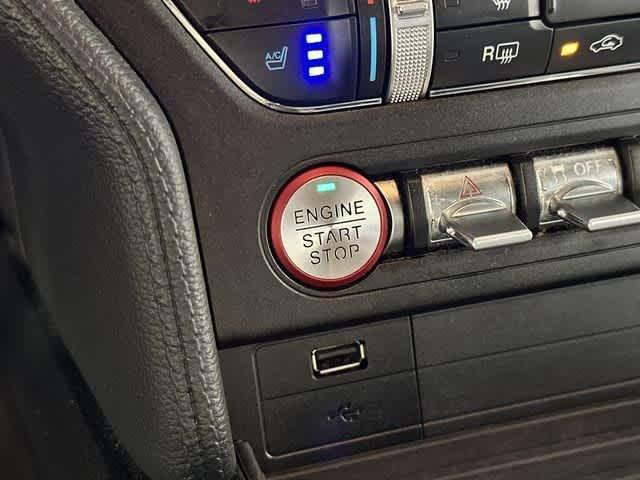 A/C
R
ENGINE
START
STOP
OFF